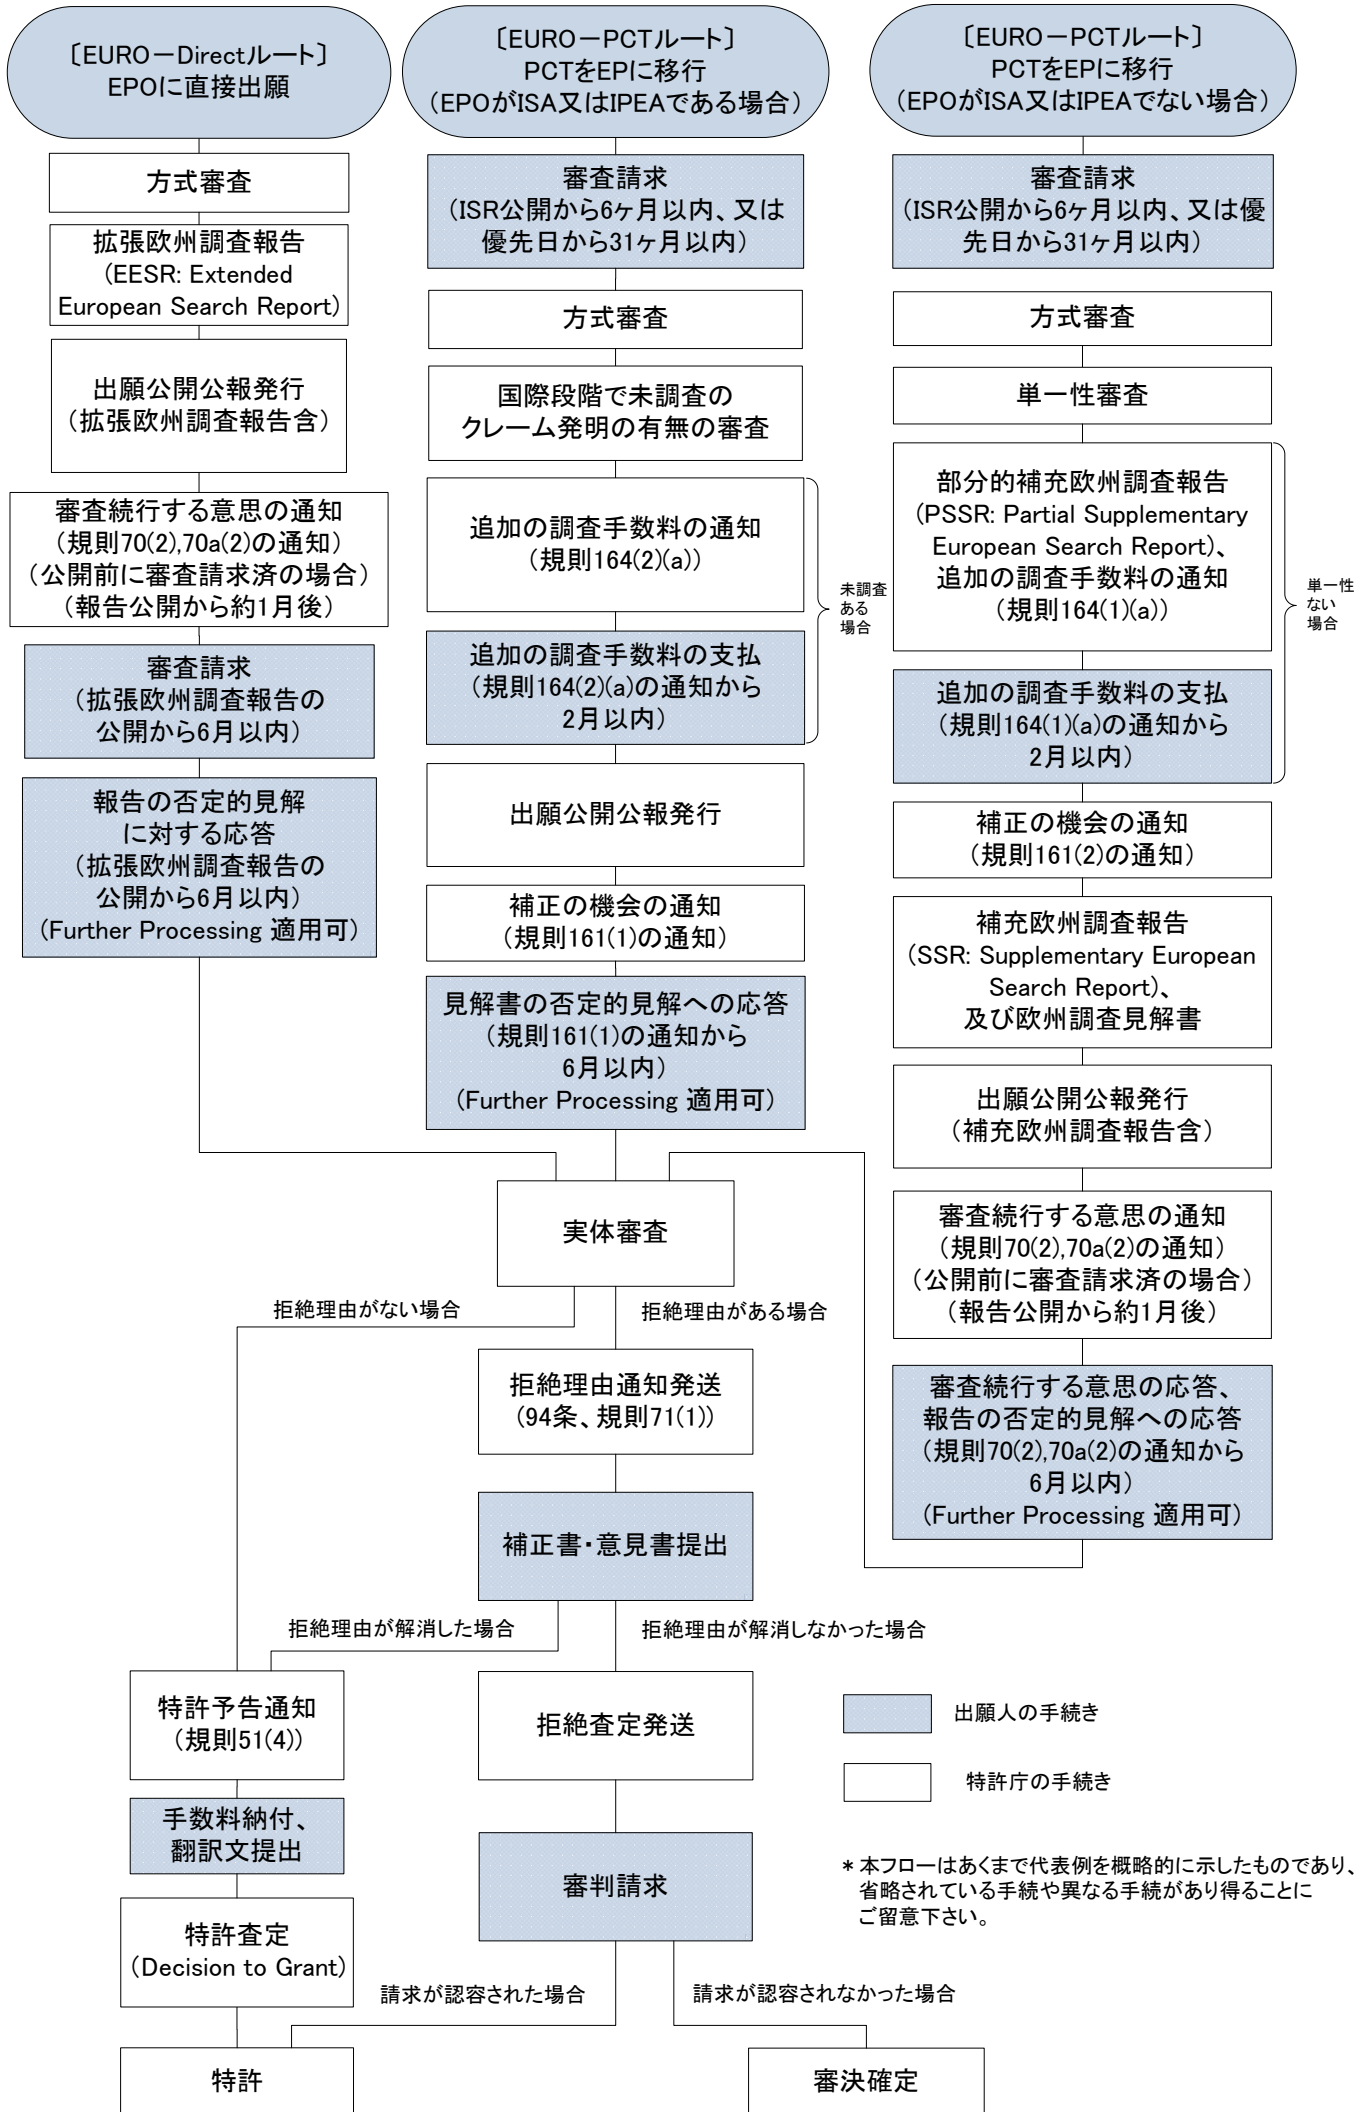 〔EURO－Directルート〕
EPOに直接出願
方式審査
拡張欧州調査報告
（EESR: Extended
European Search Report）
出願公開公報発行
（拡張欧州調査報告含）
審査続行する意思の通知
（規則70(2),70a(2)の通知）
（公開前に審査請求済の場合）
（報告公開から約1月後）
審査請求
（拡張欧州調査報告の
公開から6月以内）
報告の否定的見解
に対する応答
（拡張欧州調査報告の
公開から6月以内）
（Further Processing 適用可）
〔EURO－PCTルート〕
PCTをEPに移行
（EPOがISA又はIPEAである場合）
審査請求
（ISR公開から6ヶ月以内、又は
優先日から31ヶ月以内）
方式審査
国際段階で未調査の
クレーム発明の有無の審査
追加の調査手数料の通知
（規則164(2)(a)）
追加の調査手数料の支払
（規則164(2)(a)の通知から
2月以内）
未調査
ある
場合
出願公開公報発行
補正の機会の通知
（規則161(1)の通知）
見解書の否定的見解への応答
（規則161(1)の通知から
6月以内）
（Further Processing 適用可）
〔EURO－PCTルート〕
PCTをEPに移行
（EPOがISA又はIPEAでない場合）
審査請求
（ISR公開から6ヶ月以内、又は優
先日から31ヶ月以内）
方式審査
単一性審査
部分的補充欧州調査報告
（PSSR: Partial Supplementary
European Search Report）、
追加の調査手数料の通知
（規則164(1)(a)）
追加の調査手数料の支払
（規則164(1)(a)の通知から
2月以内）
単一性
ない
場合
補正の機会の通知
（規則161(2)の通知）
補充欧州調査報告
（SSR: Supplementary European
Search Report）、
及び欧州調査見解書
出願公開公報発行
（補充欧州調査報告含）
審査続行する意思の通知
（規則70(2),70a(2)の通知）
（公開前に審査請求済の場合）
（報告公開から約1月後）
審査続行する意思の応答、
報告の否定的見解への応答
（規則70(2),70a(2)の通知から
6月以内）
（Further Processing 適用可）
実体審査
拒絶理由がない場合
拒絶理由がある場合
拒絶理由通知発送
（94条、規則71(1)）
補正書・意見書提出
拒絶理由が解消した場合
拒絶理由が解消しなかった場合
特許予告通知
（規則51(4)）
拒絶査定発送
手数料納付、
翻訳文提出
審判請求
特許査定
（Decision to Grant）
請求が認容された場合
請求が認容されなかった場合
特許
審決確定
出願人の手続き
特許庁の手続き
＊本フローはあくまで代表例を概略的に示したものであり、
省略されている手続や異なる手続があり得ることに
ご留意下さい。